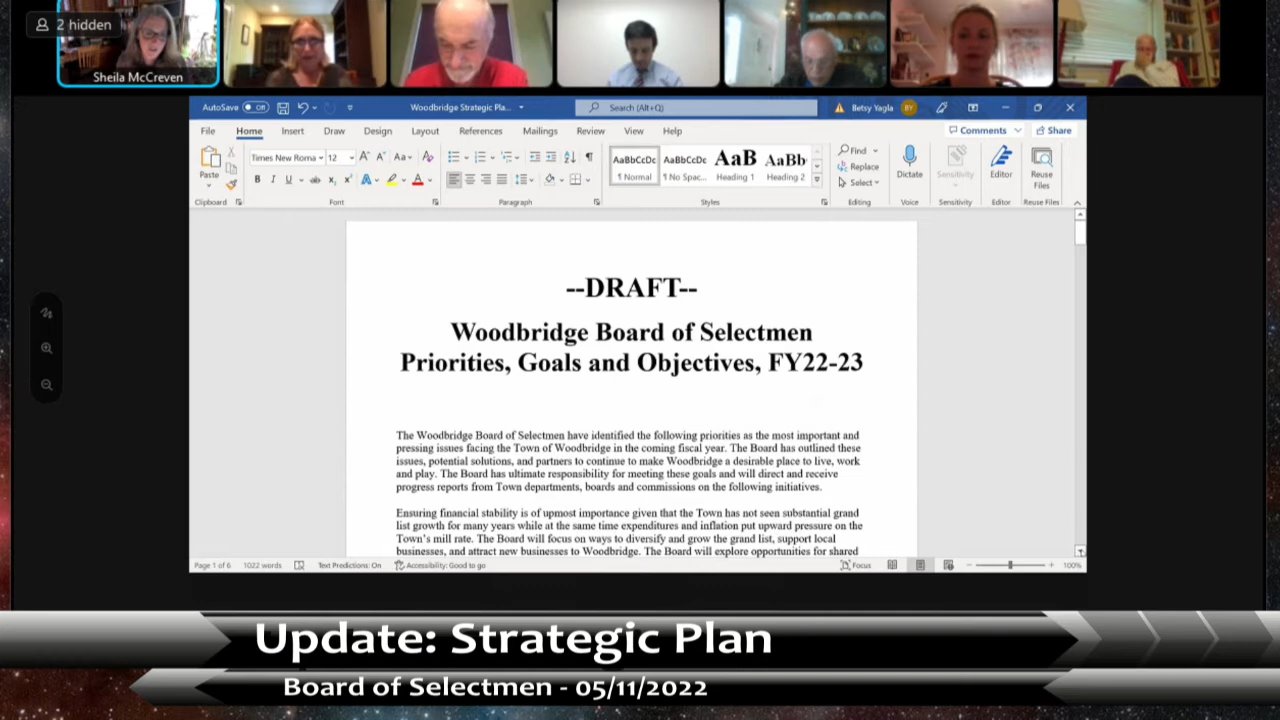 2 hidden
Sheila McCreven
AutoSave Off
Woodbridge Strategic Pla...
Search (Alt+Q)
Betsy Yagla BY
File Home Insert Draw Design Layout References Mailings Review View Help
Comments Share
Paste
Times New Roma 12
Aa
B I U ab x₂ x² A A
AaBbCcDc AaBbCcDc AaB AaBb
¶ Normal ¶ No Spac... Heading 1 Heading 2
Find
Replace
Select
Dictate Sensitivity Editor Reuse Files
Clipboard Font Paragraph Styles Editing Voice Sensitivity Editor Reuse Files
--DRAFT--
Woodbridge Board of Selectmen
Priorities, Goals and Objectives, FY22-23
The Woodbridge Board of Selectmen have identified the following priorities as the most important and
pressing issues facing the Town of Woodbridge in the coming fiscal year. The Board has outlined these
issues, potential solutions, and partners to continue to make Woodbridge a desirable place to live, work
and play. The Board has ultimate responsibility for meeting these goals and will direct and receive
progress reports from Town departments, boards and commissions on the following initiatives.
Ensuring financial stability is of upmost importance given that the Town has not seen substantial grand
list growth for many years while at the same time expenditures and inflation put upward pressure on the
Town's mill rate. The Board will focus on ways to diversify and grow the grand list, support local
businesses, and attract new businesses to Woodbridge. The Board will explore opportunities for shared
Page 1 of 6 1022 words Text Predictions: On Accessibility: Good to go Focus 100%
Update: Strategic Plan
Board of Selectmen - 05/11/2022